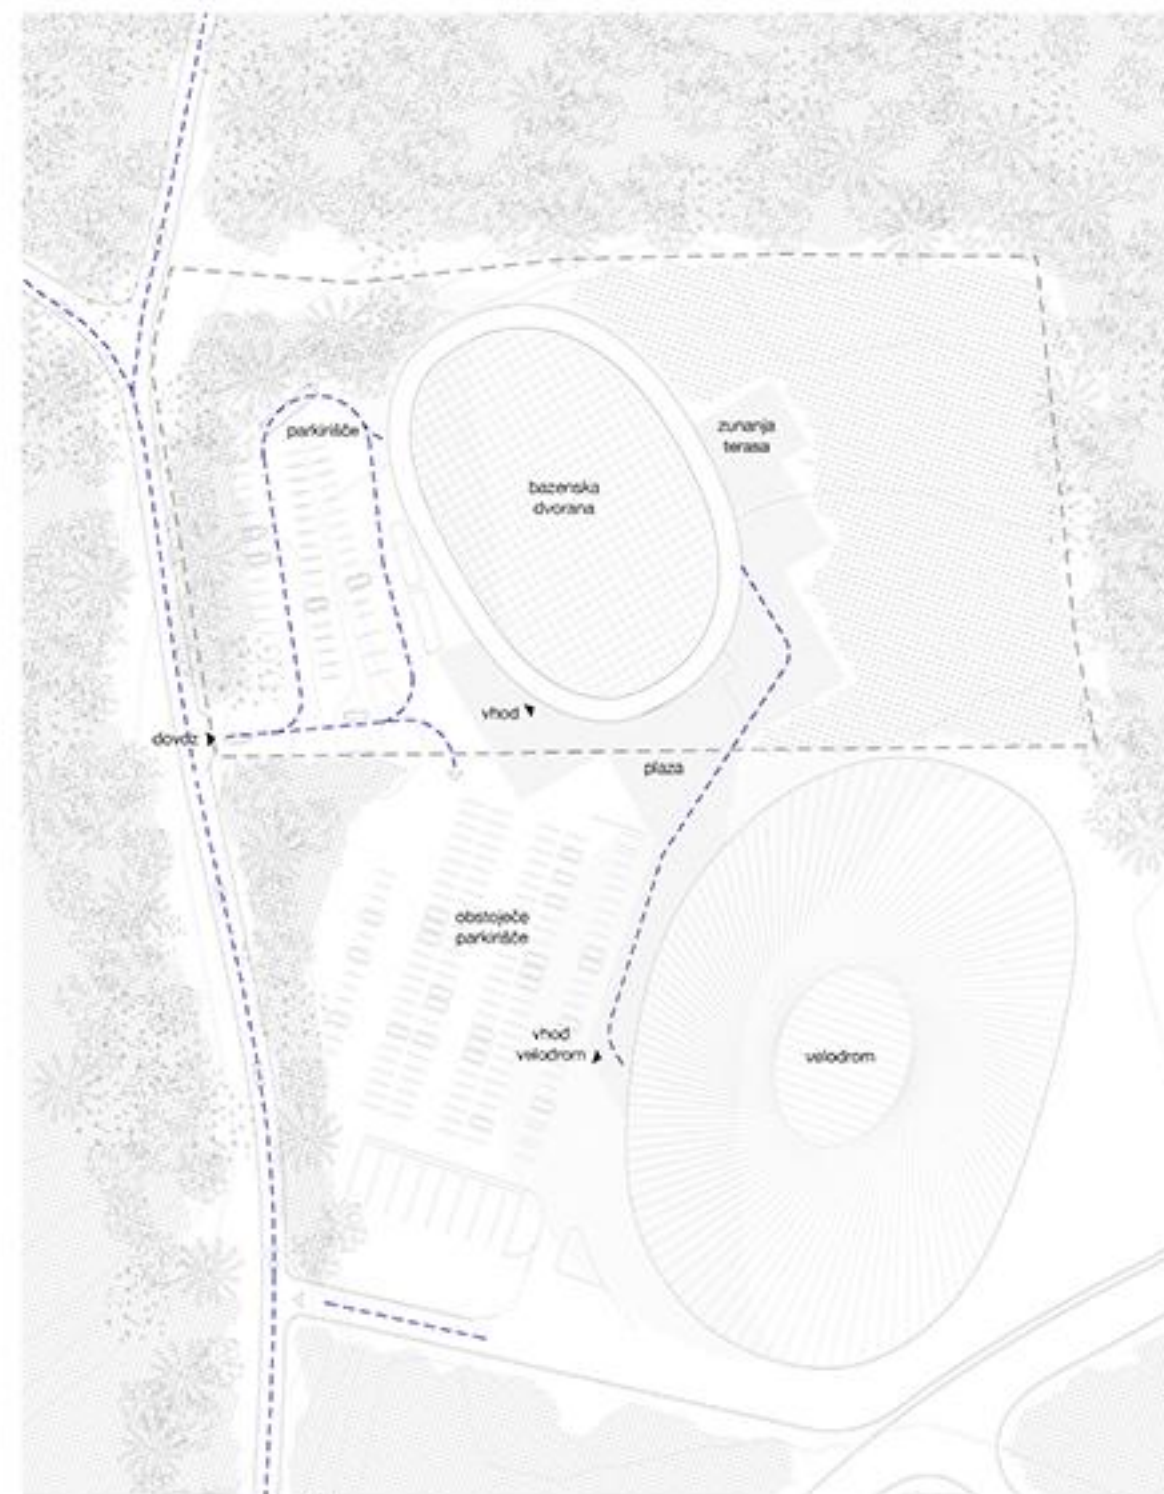 parkirišče
zunanja
terasa
bazenska
dvorana
vhod
dovoz
plaza
obstoječe
parkirišče
vhod
velodrom
velodrom